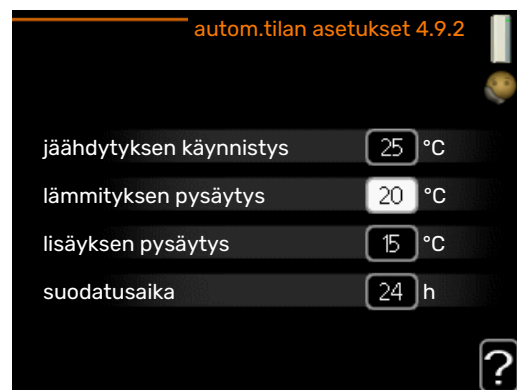 autom.tilan asetukset 4.9.2
jäähdytyksen käynnistys 25 °C
lämmityksen pysäytys 20 °C
lisäyksen pysäytys 15 °C
suodatusaika 24 h
?